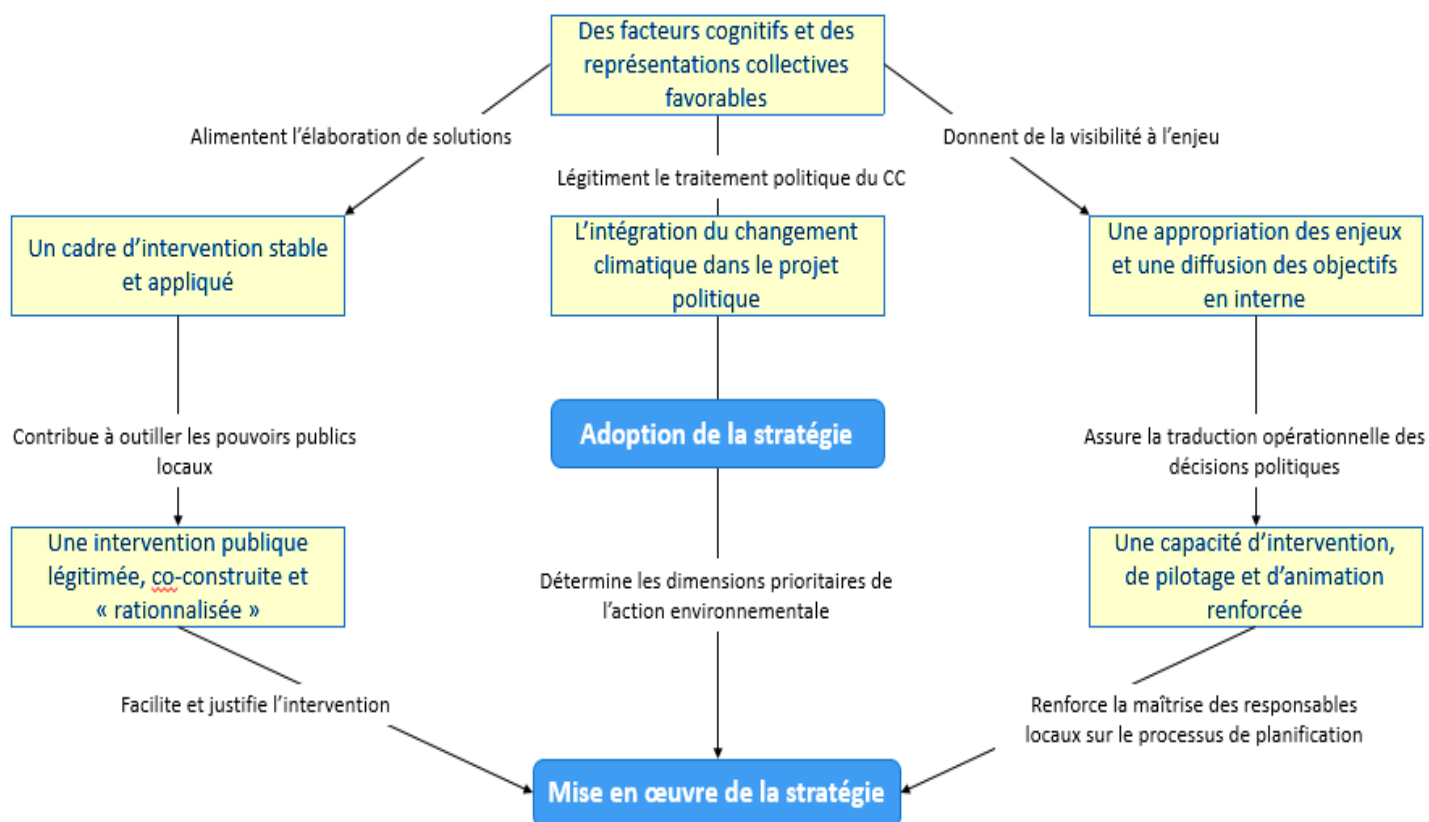 Des facteurs cognitifs et des
représentations collectives
favorables
Alimentent l’élaboration de solutions
Donnent de la visibilité à l’enjeu
Légitiment le traitement politique du CC
Un cadre d’intervention stable
et appliqué
L’intégration du changement
climatique dans le projet
politique
Une appropriation des enjeux
et une diffusion des objectifs
en interne
Adoption de la stratégie
Contribue à outiller les pouvoirs publics
locaux
Assure la traduction opérationnelle des
décisions politiques
Une intervention publique
légitimée, co-construite et
« rationnalisée »
Détermine les dimensions prioritaires de
l’action environnementale
Une capacité d’intervention,
de pilotage et d’animation
renforcée
Facilite et justifie l’intervention
Renforce la maîtrise des responsables
locaux sur le processus de planification
Mise en œuvre de la stratégie